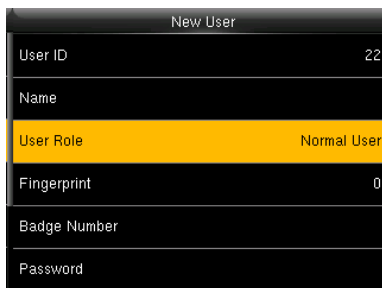 New User
User ID 22
Name
User Role Normal User
Fingerprint 0
Badge Number
Password